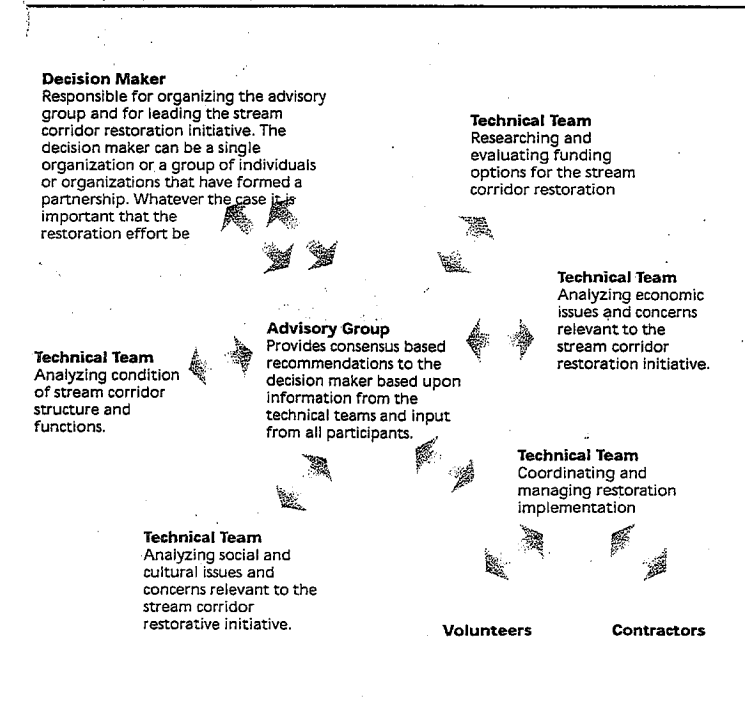 Decision Maker
Responsible for organizing the advisory
group and for leading the stream
corridor restoration initiative. The
decision maker can be a single
organization or a group of individuals
or organizations that have formed a
partnership. Whatever the case it is
important that the
restoration effort be
Technical Team
Researching and
evaluating funding
options for the stream
corridor restoration
Technical Team
Analyzing economic
issues and concerns
relevant to the
stream corridor
restoration initiative.
Advisory Group
Provides consensus based
recommendations to the
decision maker based upon
information from the
technical teams and input
from all participants.
Technical Team
Analyzing condition
of stream corridor
structure and
functions.
Technical Team
Coordinating and
managing restoration
implementation
Technical Team
Analyzing social and
cultural issues and
concerns relevant to the
stream corridor
restorative initiative.
Volunteers
Contractors